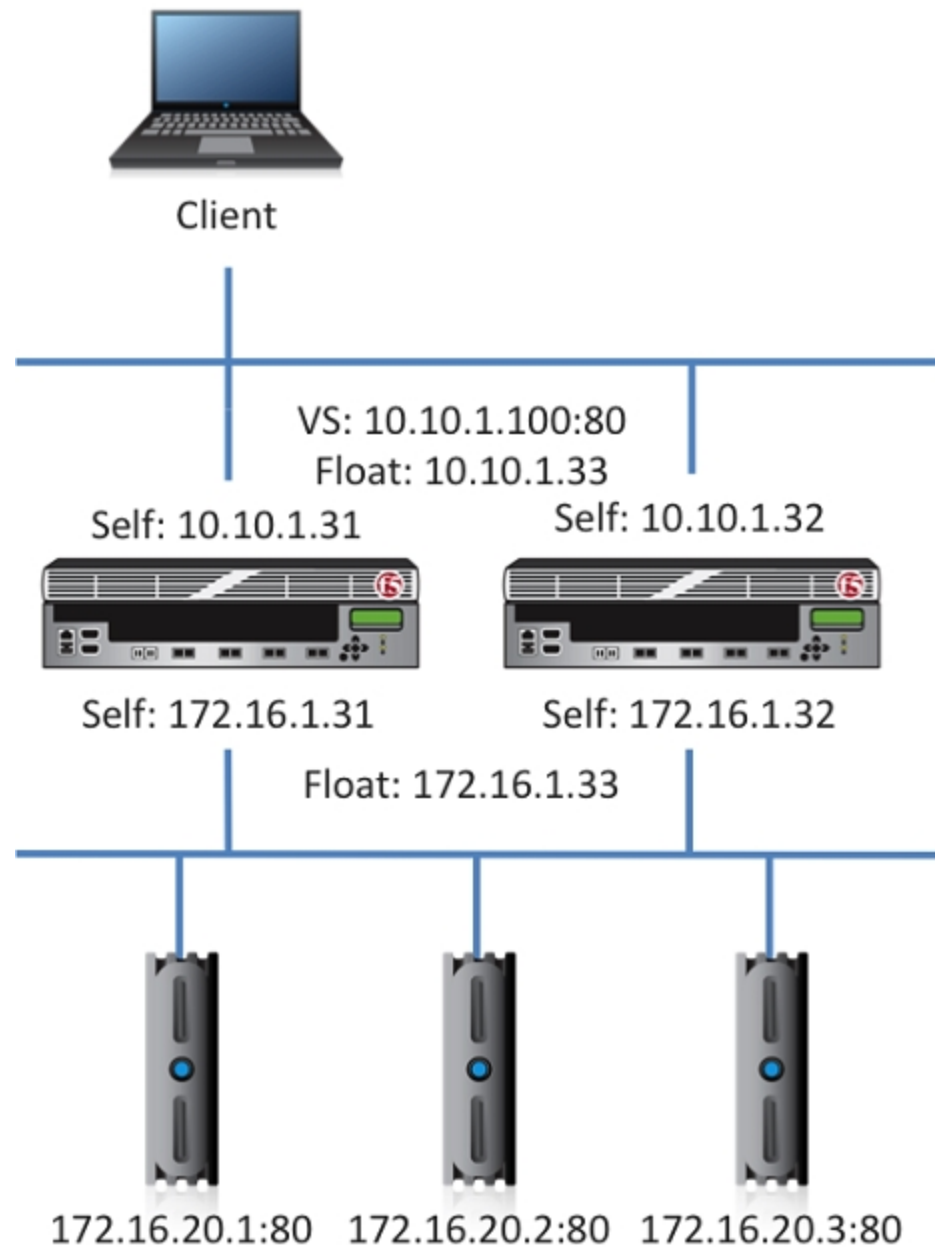 Client
VS: 10.10.1.100:80
Float: 10.10.1.33
Self: 10.10.1.31
Self: 10.10.1.32
f5
f5
Self: 172.16.1.31
Self: 172.16.1.32
Float: 172.16.1.33
172.16.20.1:80
172.16.20.2:80
172.16.20.3:80